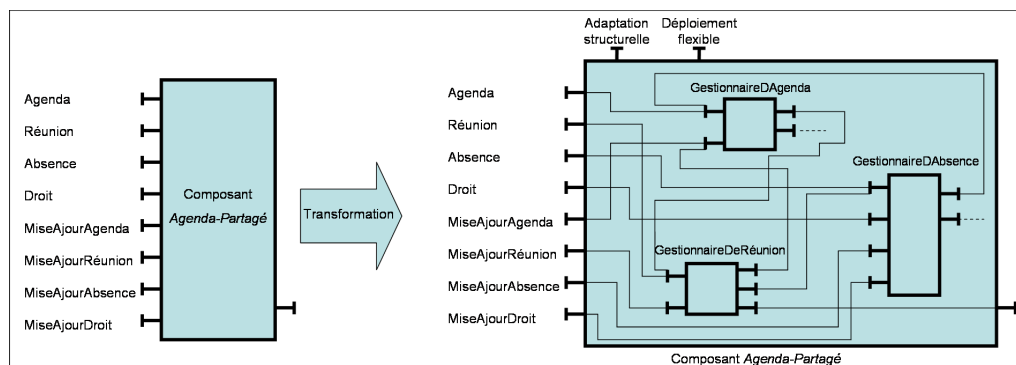 Adaptation
structurelle
Déploiement
flexible
Agenda
Réunion
Absence
Droit
MiseAjourAgenda
MiseAjourRéunion
MiseAjourAbsence
MiseAjourDroit
Composant
Agenda-Partagé
Transformation
Agenda
Réunion
Absence
Droit
MiseAjourAgenda
MiseAjourRéunion
MiseAjourAbsence
MiseAjourDroit
GestionnaireDAgenda
GestionnaireDAbsence
GestionnaireDeRéunion
Composant Agenda-Partagé